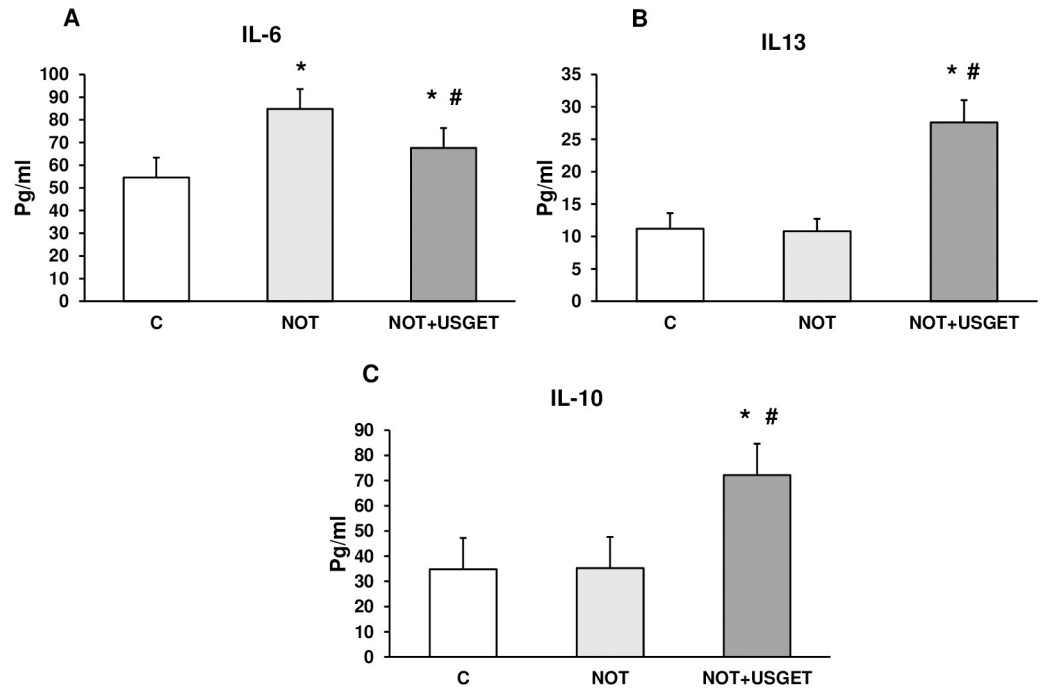 A
IL-6
*
* #
Pg/ml
100
90
80
70
60
50
40
30
20
10
0
C
NOT
NOT+USGET
B
IL13
* #
Pg/ml
35
30
25
20
15
10
5
0
C
NOT
NOT+USGET
C
IL-10
* #
Pg/ml
90
80
70
60
50
40
30
20
10
0
C
NOT
NOT+USGET